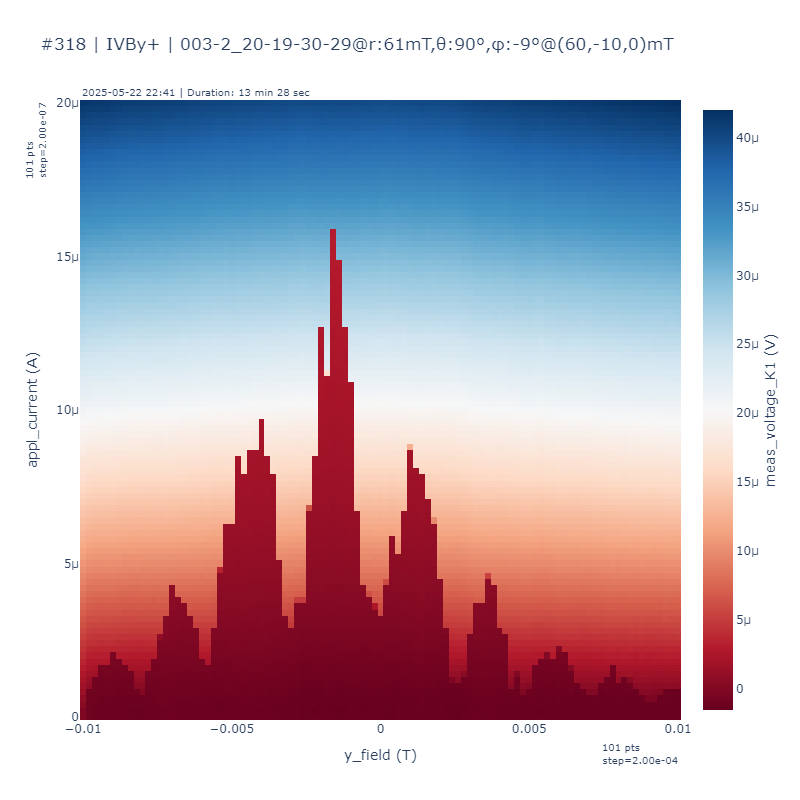 #318 | IVBy+ | 003-2_20-19-30-29@r:61mT,θ:90°,φ:-9°@(60,-10,0)mT
2025-05-22 22:41 | Duration: 13 min 28 sec
101 pts
step=2.00e-07
20μ
15μ
10μ
5μ
0
appl_current (A)
−0.01
−0.005
0
0.005
0.01
y_field (T)
101 pts
step=2.00e-04
40μ
35μ
30μ
25μ
20μ
15μ
10μ
5μ
0
meas_voltage_K1 (V)